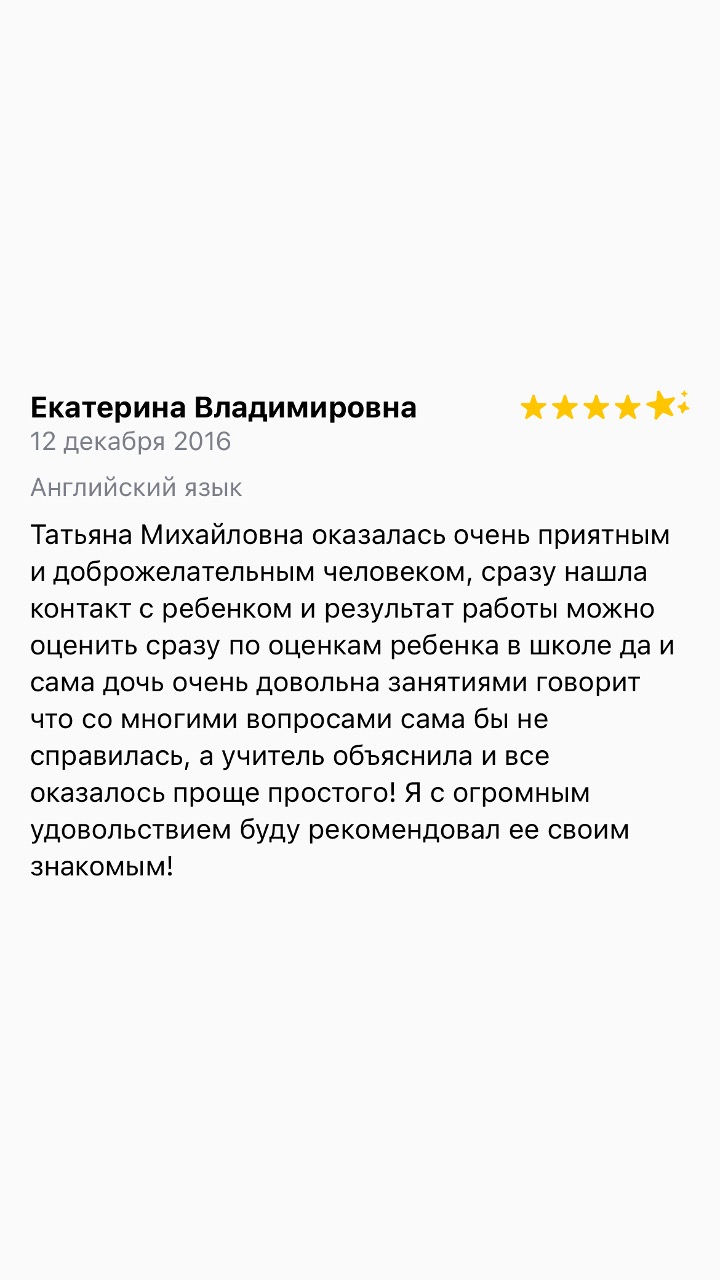 Екатерина Владимировна
12 декабря 2016
Английский язык
Татьяна Михайловна оказалась очень приятным
и доброжелательным человеком, сразу нашла
контакт с ребенком и результат работы можно
оценить сразу по оценкам ребенка в школе да и
сама дочь очень довольна занятиями говорит
что со многими вопросами сама бы не
справилась, а учитель объяснила и все
оказалось проще простого! Я с огромным
удовольствием буду рекомендовал ее своим
знакомым!